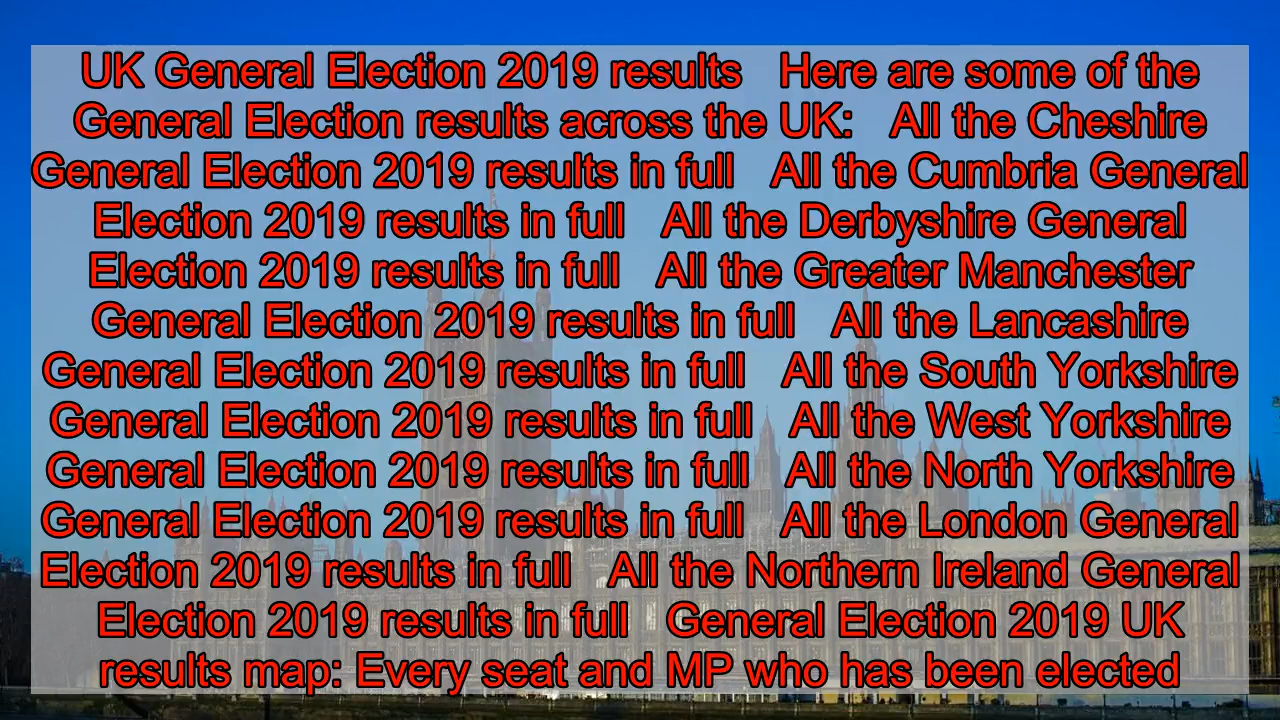 UK General Election 2019 results Here are some of the
General Election results across the UK: All the Cheshire
General Election 2019 results in full All the Cumbria General
Election 2019 results in full All the Derbyshire General
Election 2019 results in full All the Greater Manchester
General Election 2019 results in full All the Lancashire
General Election 2019 results in full All the South Yorkshire
General Election 2019 results in full All the West Yorkshire
General Election 2019 results in full All the North Yorkshire
General Election 2019 results in full All the London General
Election 2019 results in full All the Northern Ireland General
Election 2019 results in full General Election 2019 UK
results map: Every seat and MP who has been elected